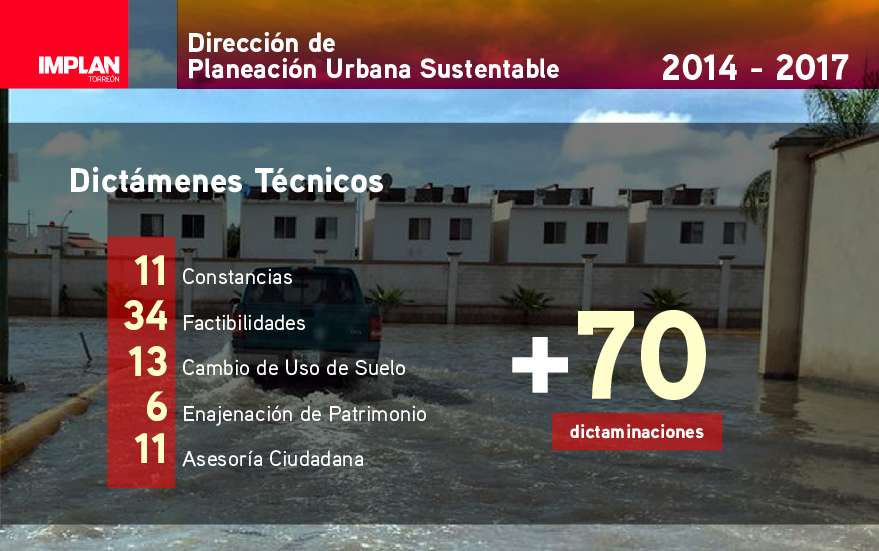 IMPLAN
TORREÓN
Dirección de
Planeación Urbana Sustentable
2014 - 2017
Dictámenes Técnicos
11 Constancias
34 Factibilidades
13 Cambio de Uso de Suelo
6 Enajenación de Patrimonio
11 Asesoría Ciudadana
+70
dictaminaciones